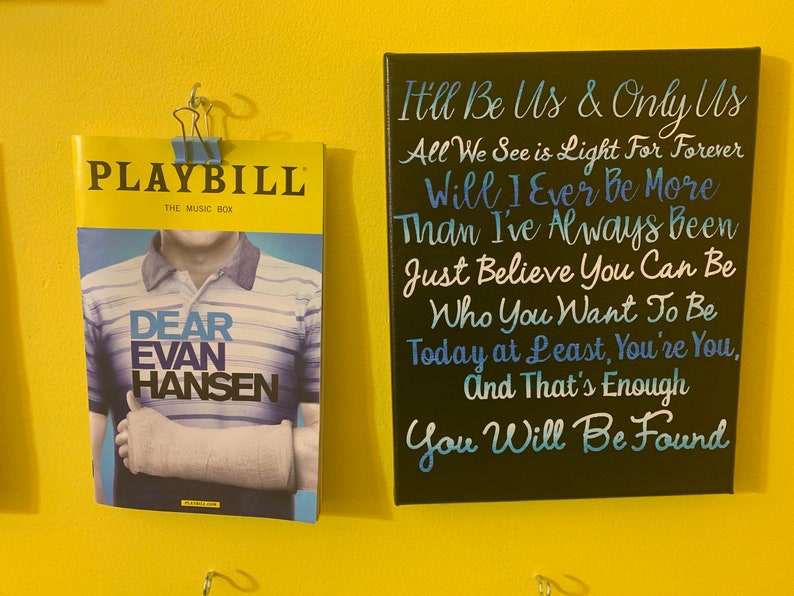 PLAYBILL®
THE MUSIC BOX
DEAR
EVAN
HANSEN
PLAYBILL.COM
It'll Be Us & Only Us
All We See is Light For Forever
Will I Ever Be More
Than I've Always Been
Just Believe You Can Be
Who You Want To Be
Today at Least, You're You,
And That's Enough
You Will Be Found